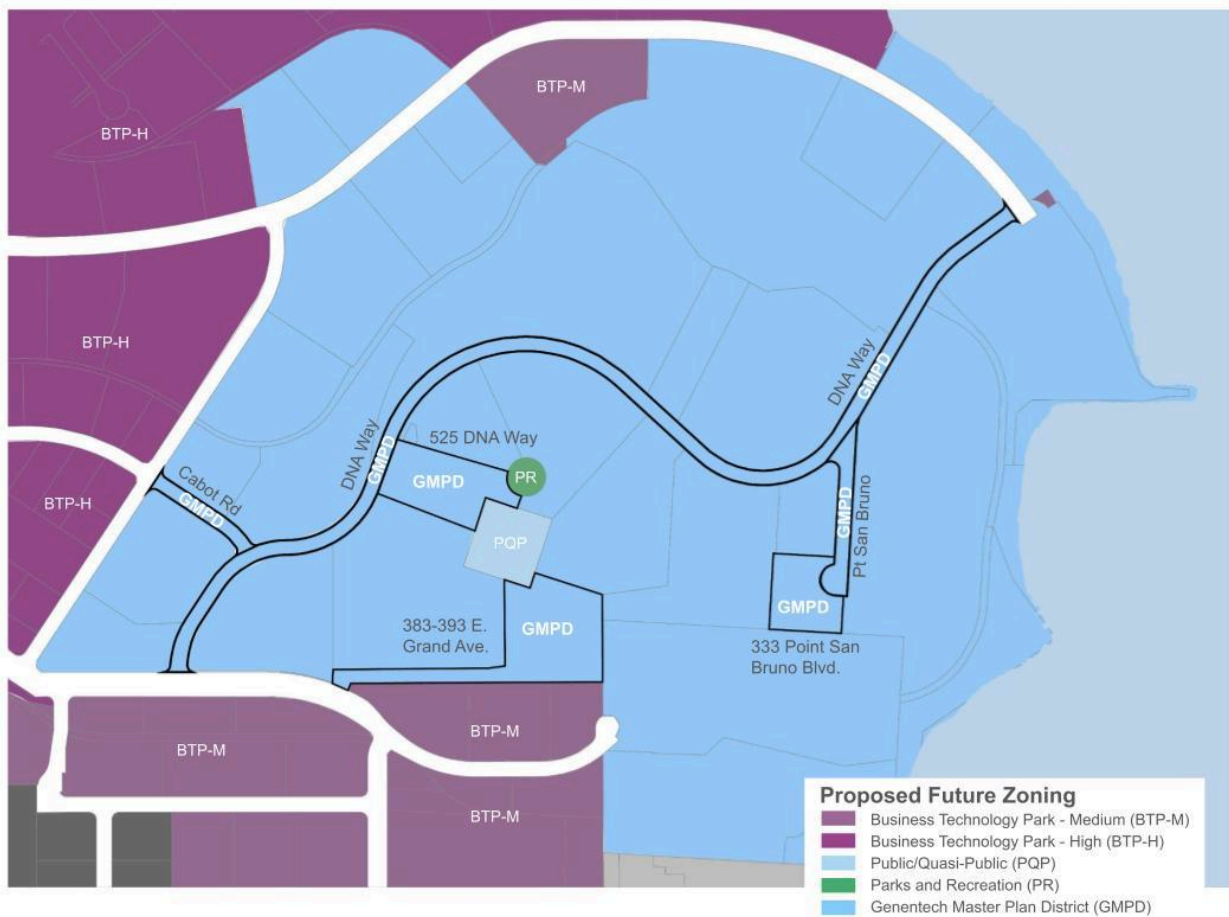 BTP-M
BTP-H
BTP-H
DNA Way
GMPD
525 DNA Way
DNA Way
GMPD
GMPD
PR
Cabot Rd
GMPD
BTP-H
GMPD
Pt San Bruno
PQP
383-393 E.
Grand Ave.
GMPD
GMPD
333 Point San
Bruno Blvd.
BTP-M
BTP-M
BTP-M
Proposed Future Zoning
Business Technology Park - Medium (BTP-M)
Business Technology Park - High (BTP-H)
Public/Quasi-Public (PQP)
Parks and Recreation (PR)
Genentech Master Plan District (GMPD)